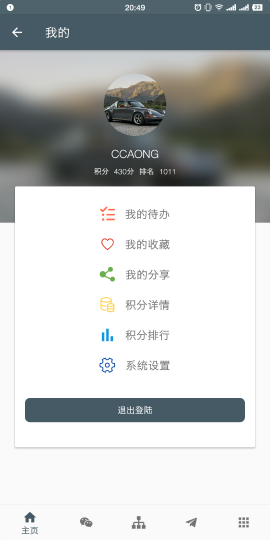 20:49
23
我的
CCAONG
积分 430分 排名 1011
我的待办
我的收藏
我的分享
积分详情
积分排行
系统设置
退出登陆
主页